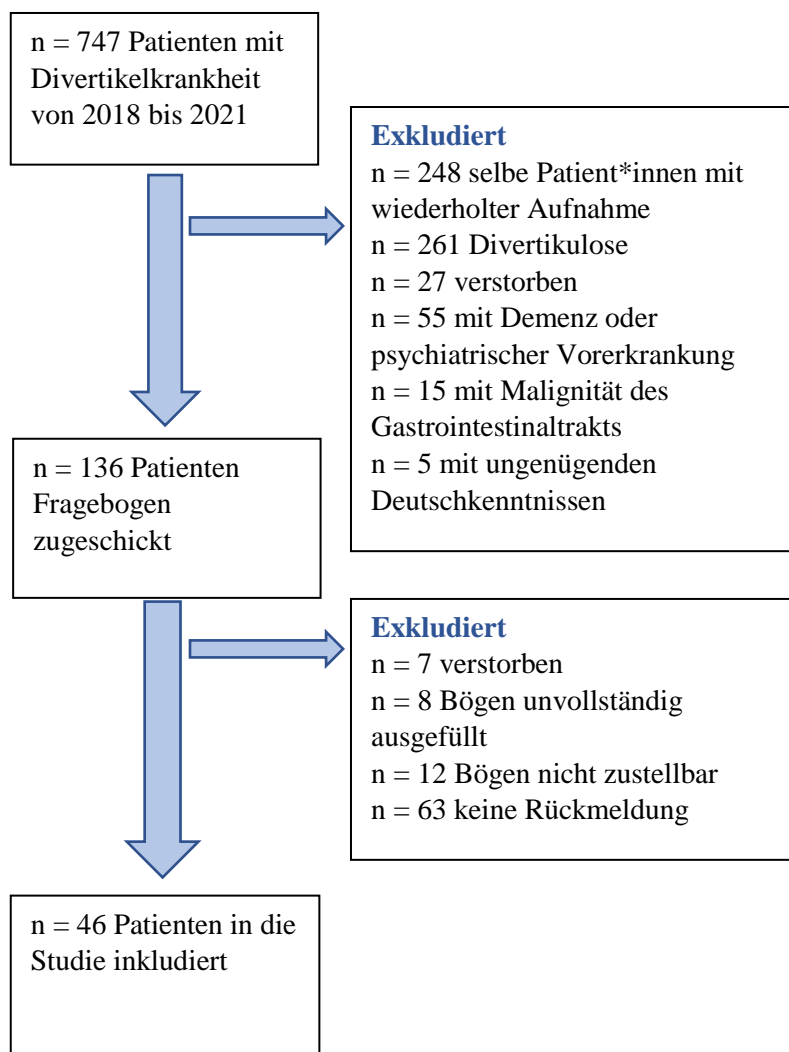 n = 747 Patienten mit
Divertikelkrankheit
von 2018 bis 2021
Exkludiert
n = 248 selbe Patient*innen mit
wiederholter Aufnahme
n = 261 Divertikulose
n = 27 verstorben
n = 55 mit Demenz oder
psychiatrischer Vorerkrankung
n = 15 mit Malignität des
Gastrointestinaltrakts
n = 5 mit ungenügenden
Deutschkenntnissen
n = 136 Patienten
Fragebogen
zugeschickt
Exkludiert
n = 7 verstorben
n = 8 Bögen unvollständig
ausgefüllt
n = 12 Bögen nicht zustellbar
n = 63 keine Rückmeldung
n = 46 Patienten in die
Studie inkludiert